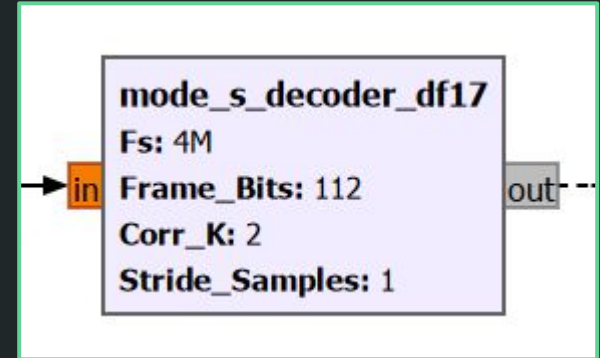 mode_s_decoder_df17
Fs: 4M
in
Frame_Bits: 112
out
Corr_K: 2
Stride_Samples: 1